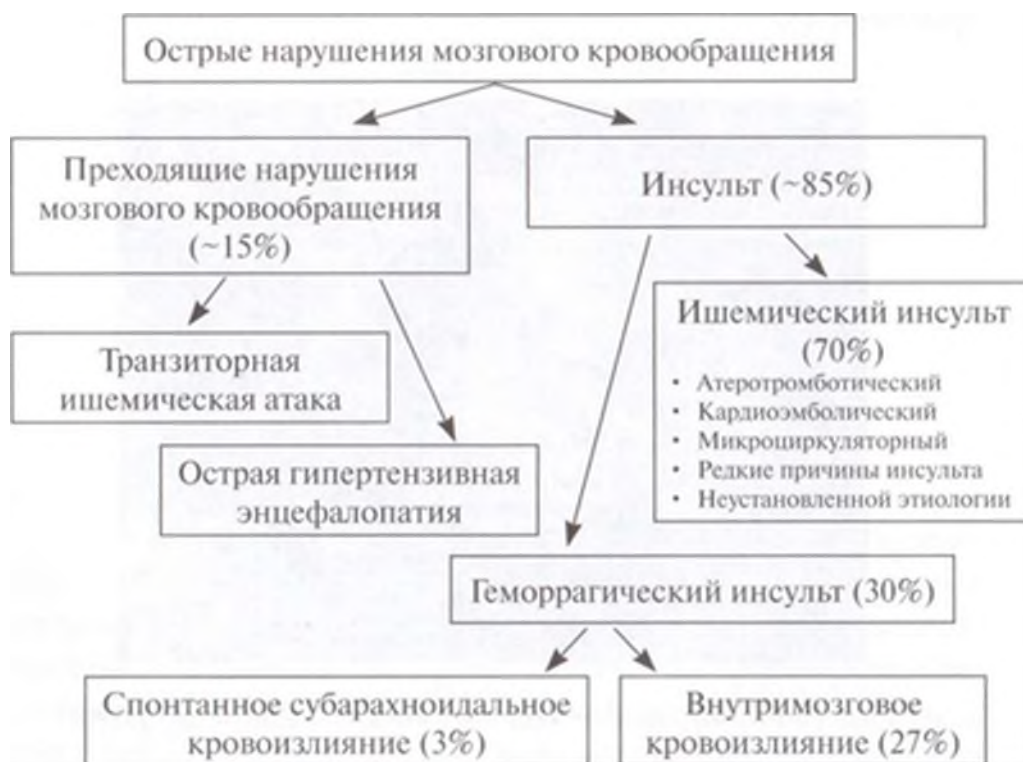 Острые нарушения мозгового кровообращения
Преходящие нарушения
мозгового кровообращения
(~15%)
Инсульт (~85%)
Транзиторная
ишемическая атака
Острая гипертензивная
энцефалопатия
Ишемический инсульт
(70%)
• Атеротромботический
• Кардиоэмболический
• Микроциркуляторный
• Редкие причины инсульта
• Неустановленной этиологии
Геморрагический инсульт (30%)
Спонтанное субарахноидальное
кровоизлияние (3%)
Внутримозговое
кровоизлияние (27%)